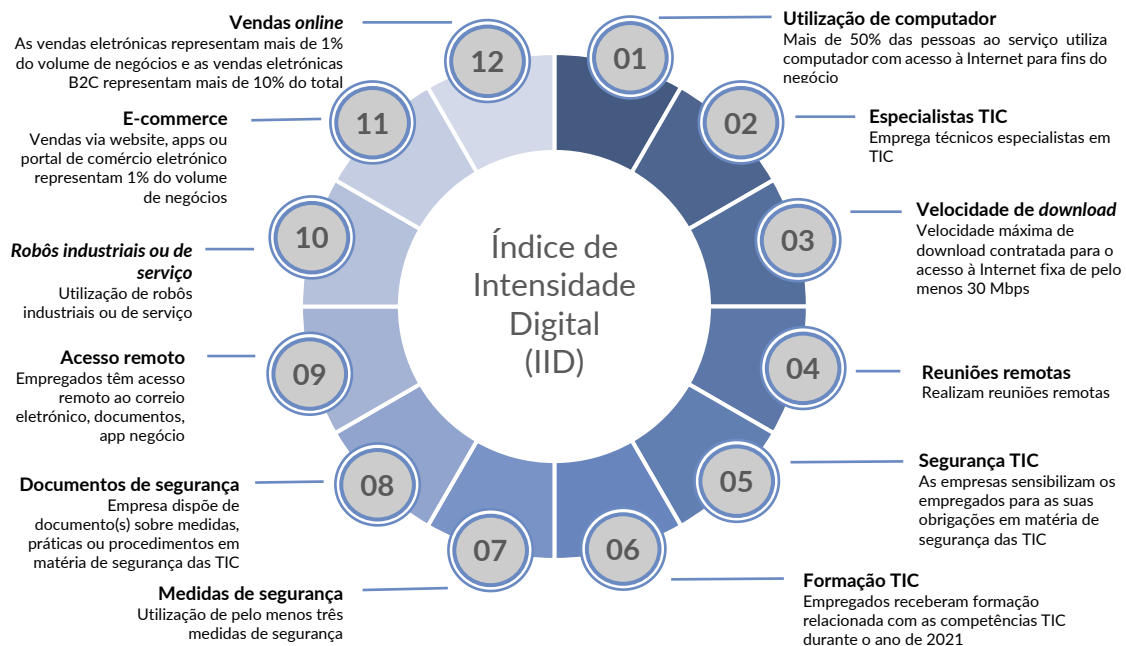 Utilização de computador
Mais de 50% das pessoas ao serviço utiliza
computador com acesso à Internet para fins do
negócio
01
Especialistas TIC
Emprega técnicos especialistas em
TIC
02
Velocidade de download
Velocidade máxima de
download contratada para o
acesso à Internet fixa de pelo
menos 30 Mbps
03
Reuniões remotas
Realizam reuniões remotas
04
Segurança TIC
As empresas sensibilizam os
empregados para as suas
obrigações em matéria de
segurança das TIC
05
Formação TIC
Empregados receberam formação
relacionada com as competências TIC
durante o ano de 2021
06
Medidas de segurança
Utilização de pelo menos três
medidas de segurança
07
Documentos de segurança
Empresa dispõe de
documento(s) sobre medidas,
práticas ou procedimentos em
matéria de segurança das TIC
08
Acesso remoto
Empregados têm acesso
remoto ao correio
eletrónico, documentos,
app negócio
09
Robôs industriais ou de
serviço
Utilização de robôs
industriais ou de serviço
10
E-commerce
Vendas via website, apps ou
portal de comércio eletrónico
representam 1% do volume
de negócios
11
Vendas online
As vendas eletrónicas representam mais de 1%
do volume de negócios e as vendas eletrónicas
B2C representam mais de 10% do total
12
Índice de
Intensidade
Digital
(IID)